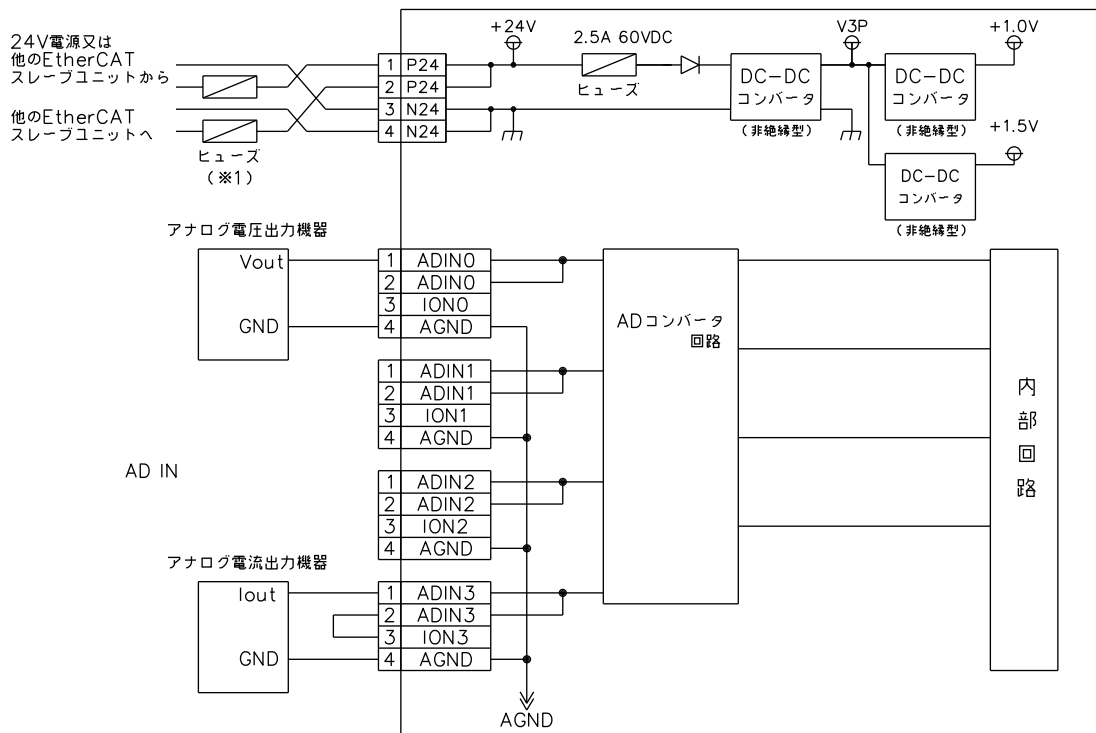 24V電源又は
他のEtherCAT
スレーブユニットから
他のEtherCAT
スレーブユニットへ
ヒューズ
(※1)
1 P24
2 P24
3 N24
4 N24
+24V
2.5A 60VDC
ヒューズ
DC-DC
コンバータ
(非絶縁型)
V3P
DC-DC
コンバータ
(非絶縁型)
+1.0V
+1.5V
DC-DC
コンバータ
(非絶縁型)
アナログ電圧出力機器
Vout
GND
1 ADIN0
2 ADIN0
3 ION0
4 AGND
1 ADIN1
2 ADIN1
3 ION1
4 AGND
AD IN
1 ADIN2
2 ADIN2
3 ION2
4 AGND
アナログ電流出力機器
Iout
GND
1 ADIN3
2 ADIN3
3 ION3
4 AGND
AGND
ADコンバータ
回路
内部回路